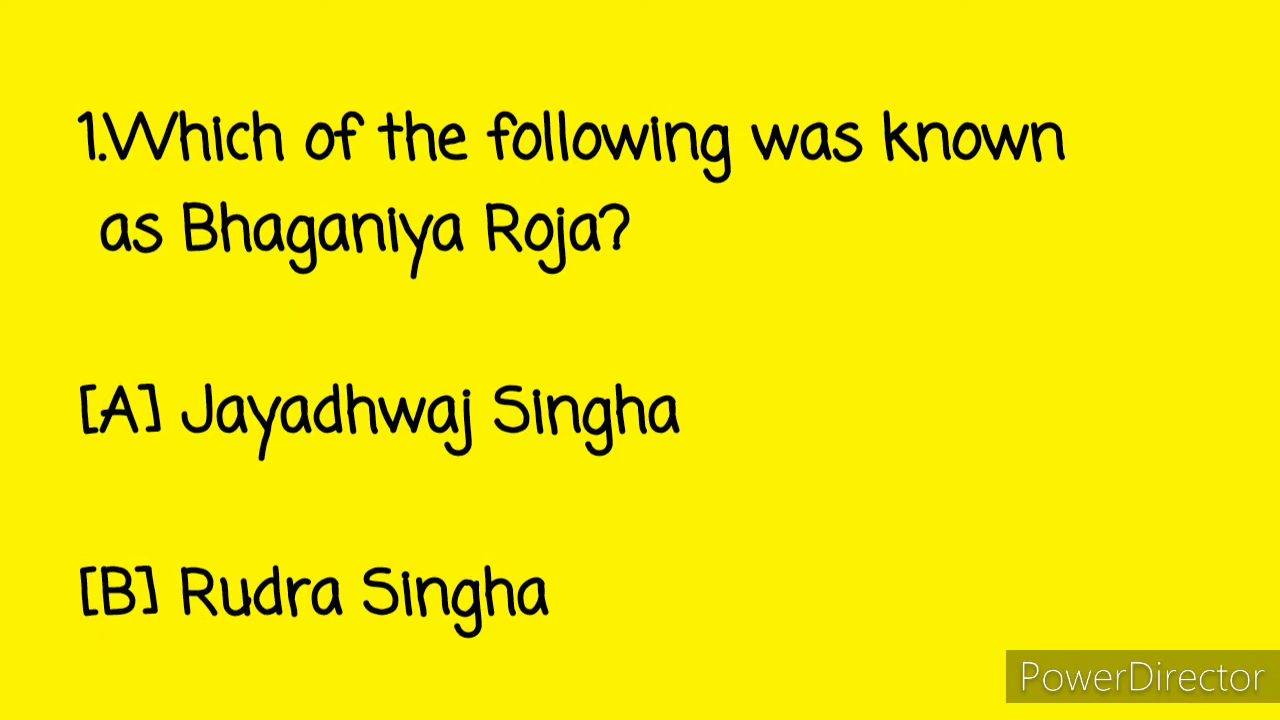 1.Which of the following was known
as Bhaganiya Roja?
[A] Jayadhwaj Singha
[B] Rudra Singha
PowerDirector